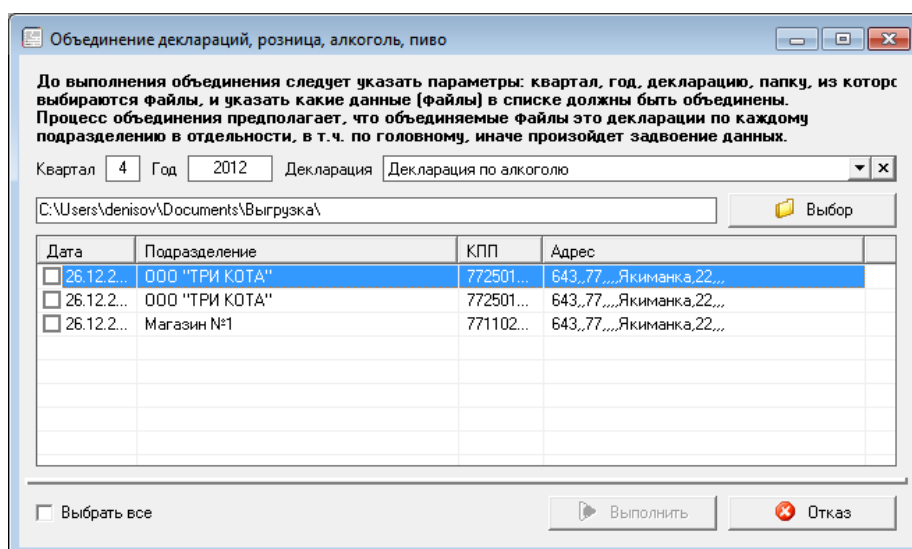 Объединение деклараций, розница, алкоголь, пиво
До выполнения объединения следует указать параметры: квартал, год, декларацию, папку, из которо
выбираются файлы, и указать какие данные (файлы) в списке должны быть объединены.
Процесс объединения предполагает, что объединяемые файлы это декларации по каждому
подразделению в отдельности, в т.ч. по головному, иначе произойдет задвоение данных.
Квартал 4 Год 2012 Декларация Декларация по алкоголю
C:\Users\denisov\Documents\Выгрузка\ Выбор
Дата Подразделение КПП Адрес
26.12.2... ООО "ТРИ КОТА" 772501... 643,,77,,,,Якиманка,22,,,
26.12.2... ООО "ТРИ КОТА" 772501... 643,,77,,,,Якиманка,22,,,
26.12.2... Магазин №1 771102... 643,,77,,,,Якиманка,22,,,
Выбрать все Выполнить Отказ